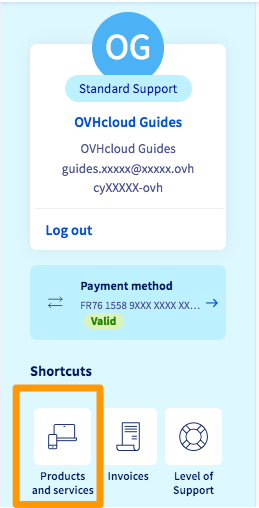 OG
Standard Support
OVHcloud Guides
OVHcloud Guides
guides.xxxxx@xxxxx.ovh
cyXXXXX-ovh
Log out
Payment method
FR76 1558 9XXX XXXX XX...
Valid
Shortcuts
Products and services
Invoices
Level of Support